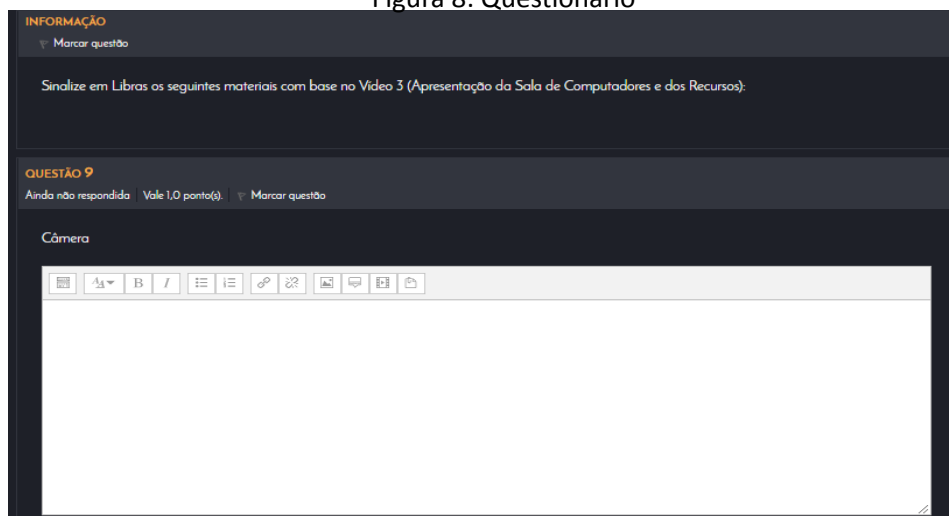 Figura 8: Questionário
INFORMAÇÃO
Marcar questão
Sinalize em Libras os seguintes materiais com base no Video 3 (Apresentação da Sala de Computadores e dos Recursos):
QUESTÃO 9
Ainda não respondida Vale 1,0 ponto(s). Marcar questão
Câmera
B I